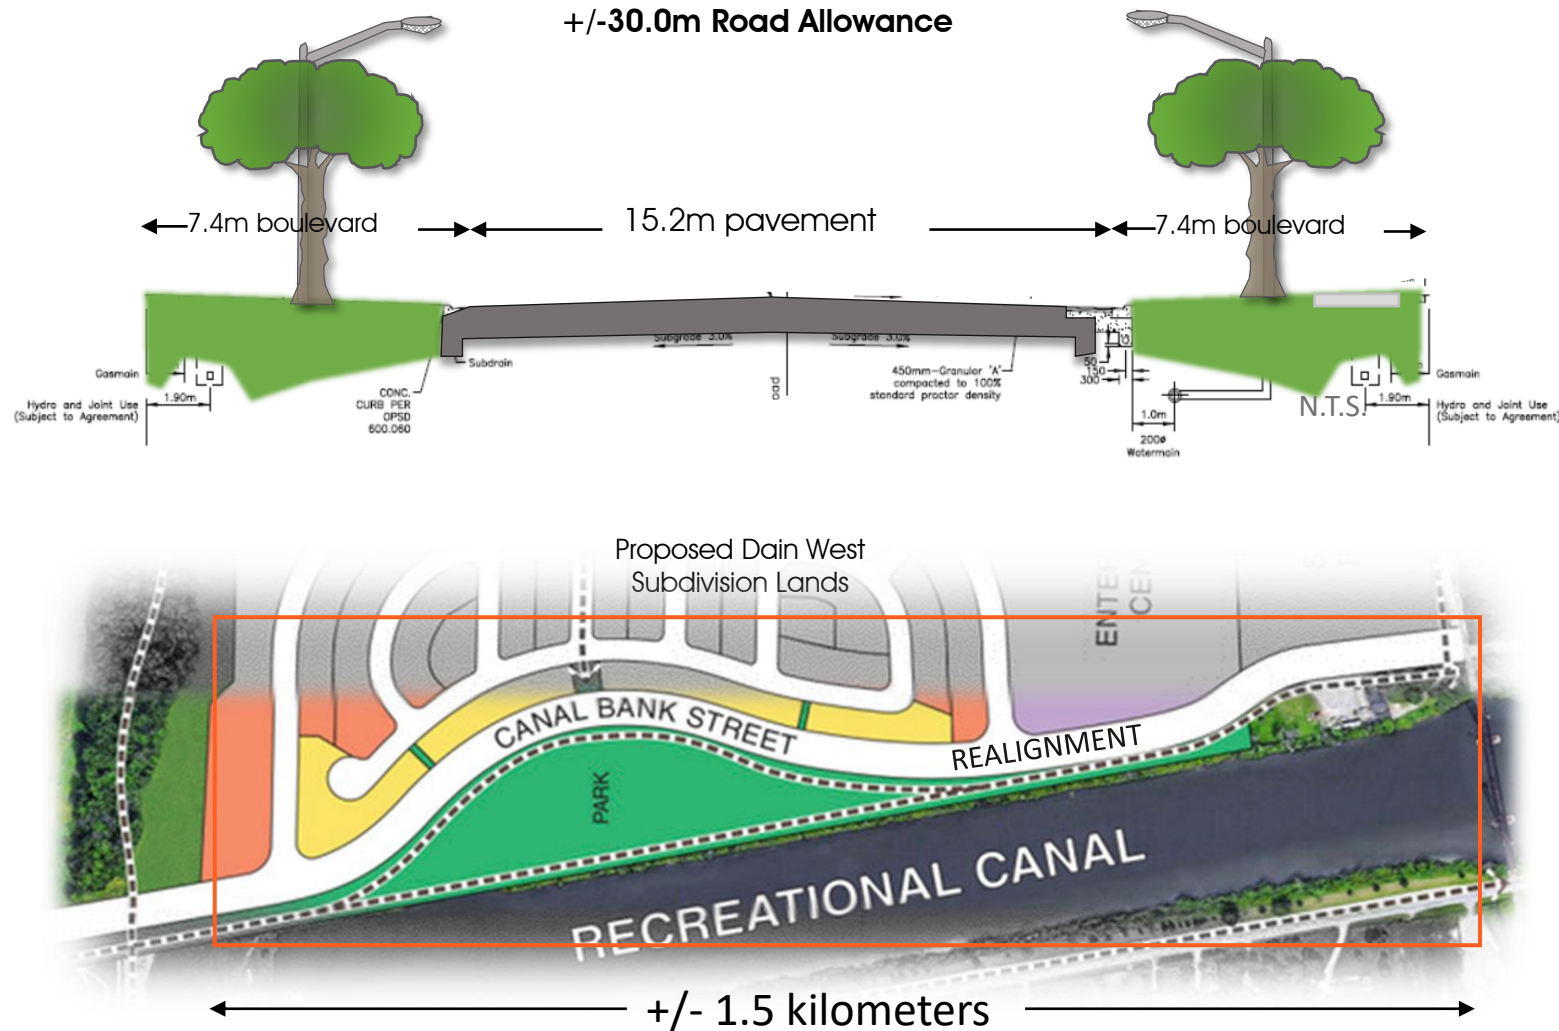 +/-30.0m Road Allowance
7.4m boulevard
15.2m pavement
7.4m boulevard
Subgrade 3.0%
Subgrade 3.0%
Subdrain
Gasmain
1.90m
Hydro and Joint Use
(Subject to Agreement)
CONC.
CURB PER
OPSD
600.060
oad
450mm-Granular 'A'
compacted to 100%
standard proctor density
50
150
300
1.0m
200ø
Watermain
N.T.S.
Gasmain
1.90m
Hydro and Joint Use
(Subject to Agreement)
Proposed Dain West
Subdivision Lands
ENTER
CEN
CANAL BANK STREET
REALIGNMENT
PARK
RECREATIONAL CANAL
+/- 1.5 kilometers